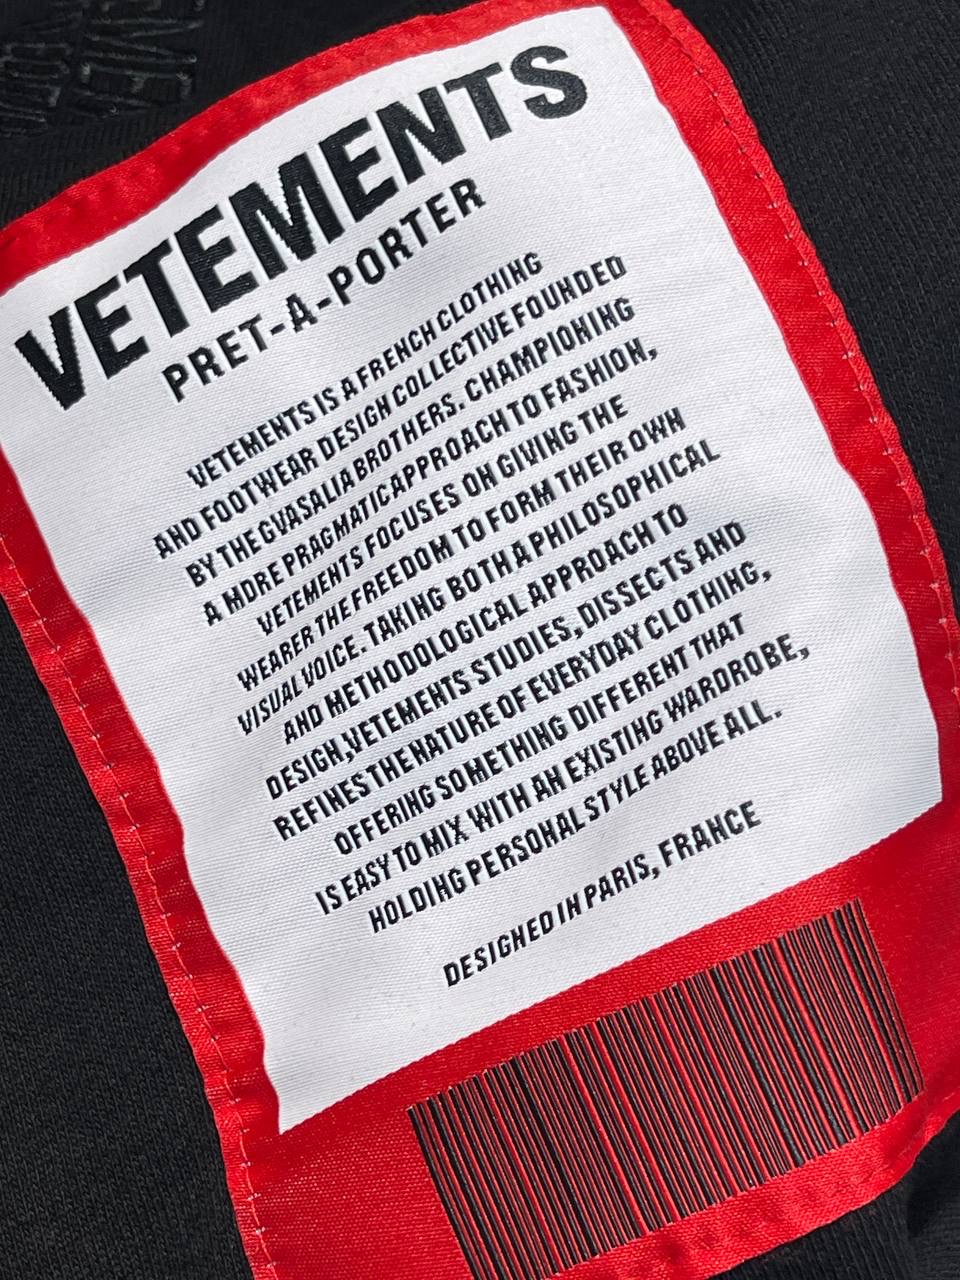 VETEMENTS
PRET-A-PORTER
VETEMENTS IS A FRENCH CLOTHING
AND FOOTWEAR DESIGN COLLECTIVE FOUNDED
BY THE GVASALIA BROTHERS. CHAMPIONING
A MORE PRAGMATIC APPROACH TO FASHION,
VETEMENTS FOCUSES ON GIVING THE
WEARER THE FREEDOM TO FORM THEIR OWN
VISUAL VOICE. TAKING BOTH A PHILOSOPHICAL
AND METHODOLOGICAL APPROACH TO
DESIGN,VETEMENTS STUDIES, DISSECTS AND
REFINES THE NATURE OF EVERYDAY CLOTHING,
OFFERING SOMETHING DIFFERENT THAT
IS EASY TO MIX WITH AN EXISTING WARDROBE,
HOLDING PERSONAL STYLE ABOVE ALL.
DESIGNED IN PARIS, FRANCE